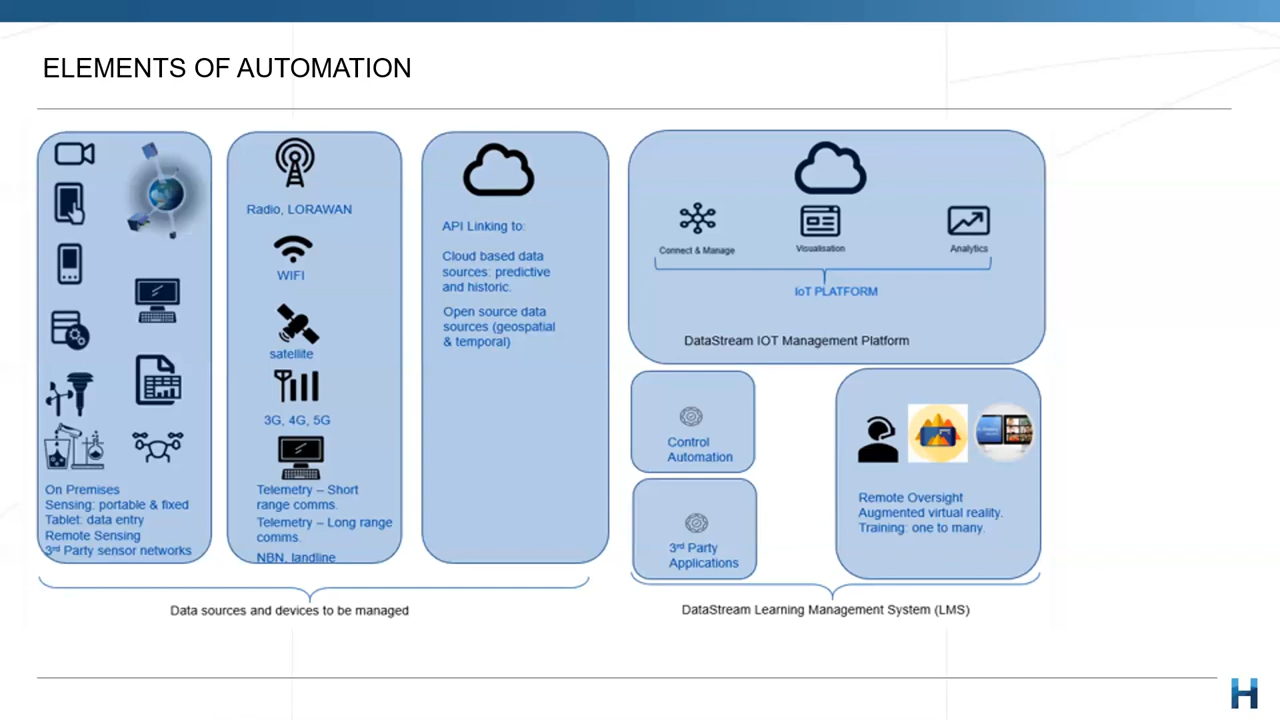 ELEMENTS OF AUTOMATION
On Premises
Sensing: portable & fixed
Tablet: data entry
Remote Sensing
3rd Party sensor networks
Radio, LORAWAN
WIFI
satellite
3G, 4G, 5G
Telemetry – Short
range comms.
Telemetry – Long range
comms.
NBN, landline
API Linking to:
Cloud based data
sources: predictive
and historic.
Open source data
sources (geospatial
& temporal)
Data sources and devices to be managed
Connect & Manage
Visualisation
Analytics
IoT PLATFORM
DataStream IOT Management Platform
Control
Automation
3rd Party
Applications
Remote Oversight
Augmented virtual reality.
Training: one to many.
DataStream Learning Management System (LMS)
H